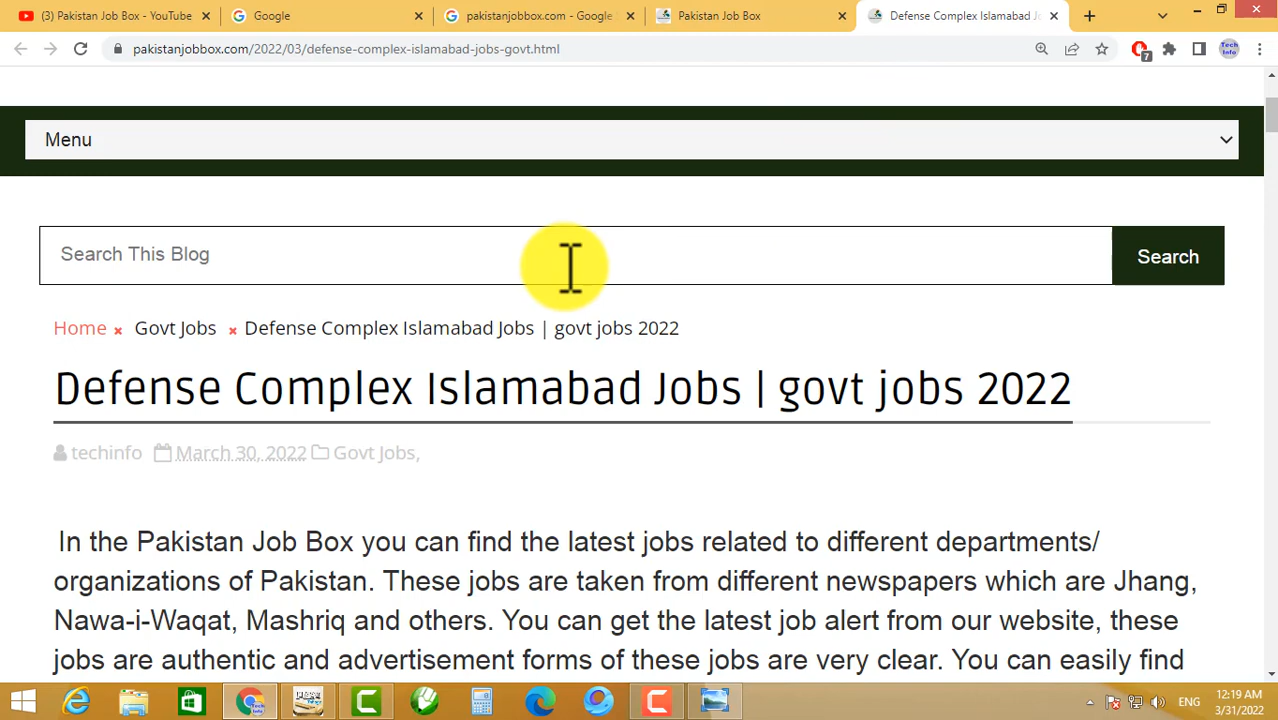 (3) Pakistan Job Box - YouTube
Google
pakistanjobbox.com - Google
Pakistan Job Box
Defense Complex Islamabad J
pakistanjobbox.com/2022/03/defense-complex-islamabad-jobs-govt.html
7
Tech
Info
Menu
Search This Blog
Search
Home × Govt Jobs × Defense Complex Islamabad Jobs | govt jobs 2022
Defense Complex Islamabad Jobs | govt jobs 2022
techinfo March 30, 2022 Govt Jobs,
In the Pakistan Job Box you can find the latest jobs related to different departments/
organizations of Pakistan. These jobs are taken from different newspapers which are Jhang,
Nawa-i-Waqat, Mashriq and others. You can get the latest job alert from our website, these
jobs are authentic and advertisement forms of these jobs are very clear. You can easily find
ENG
12:19 AM
3/31/2022